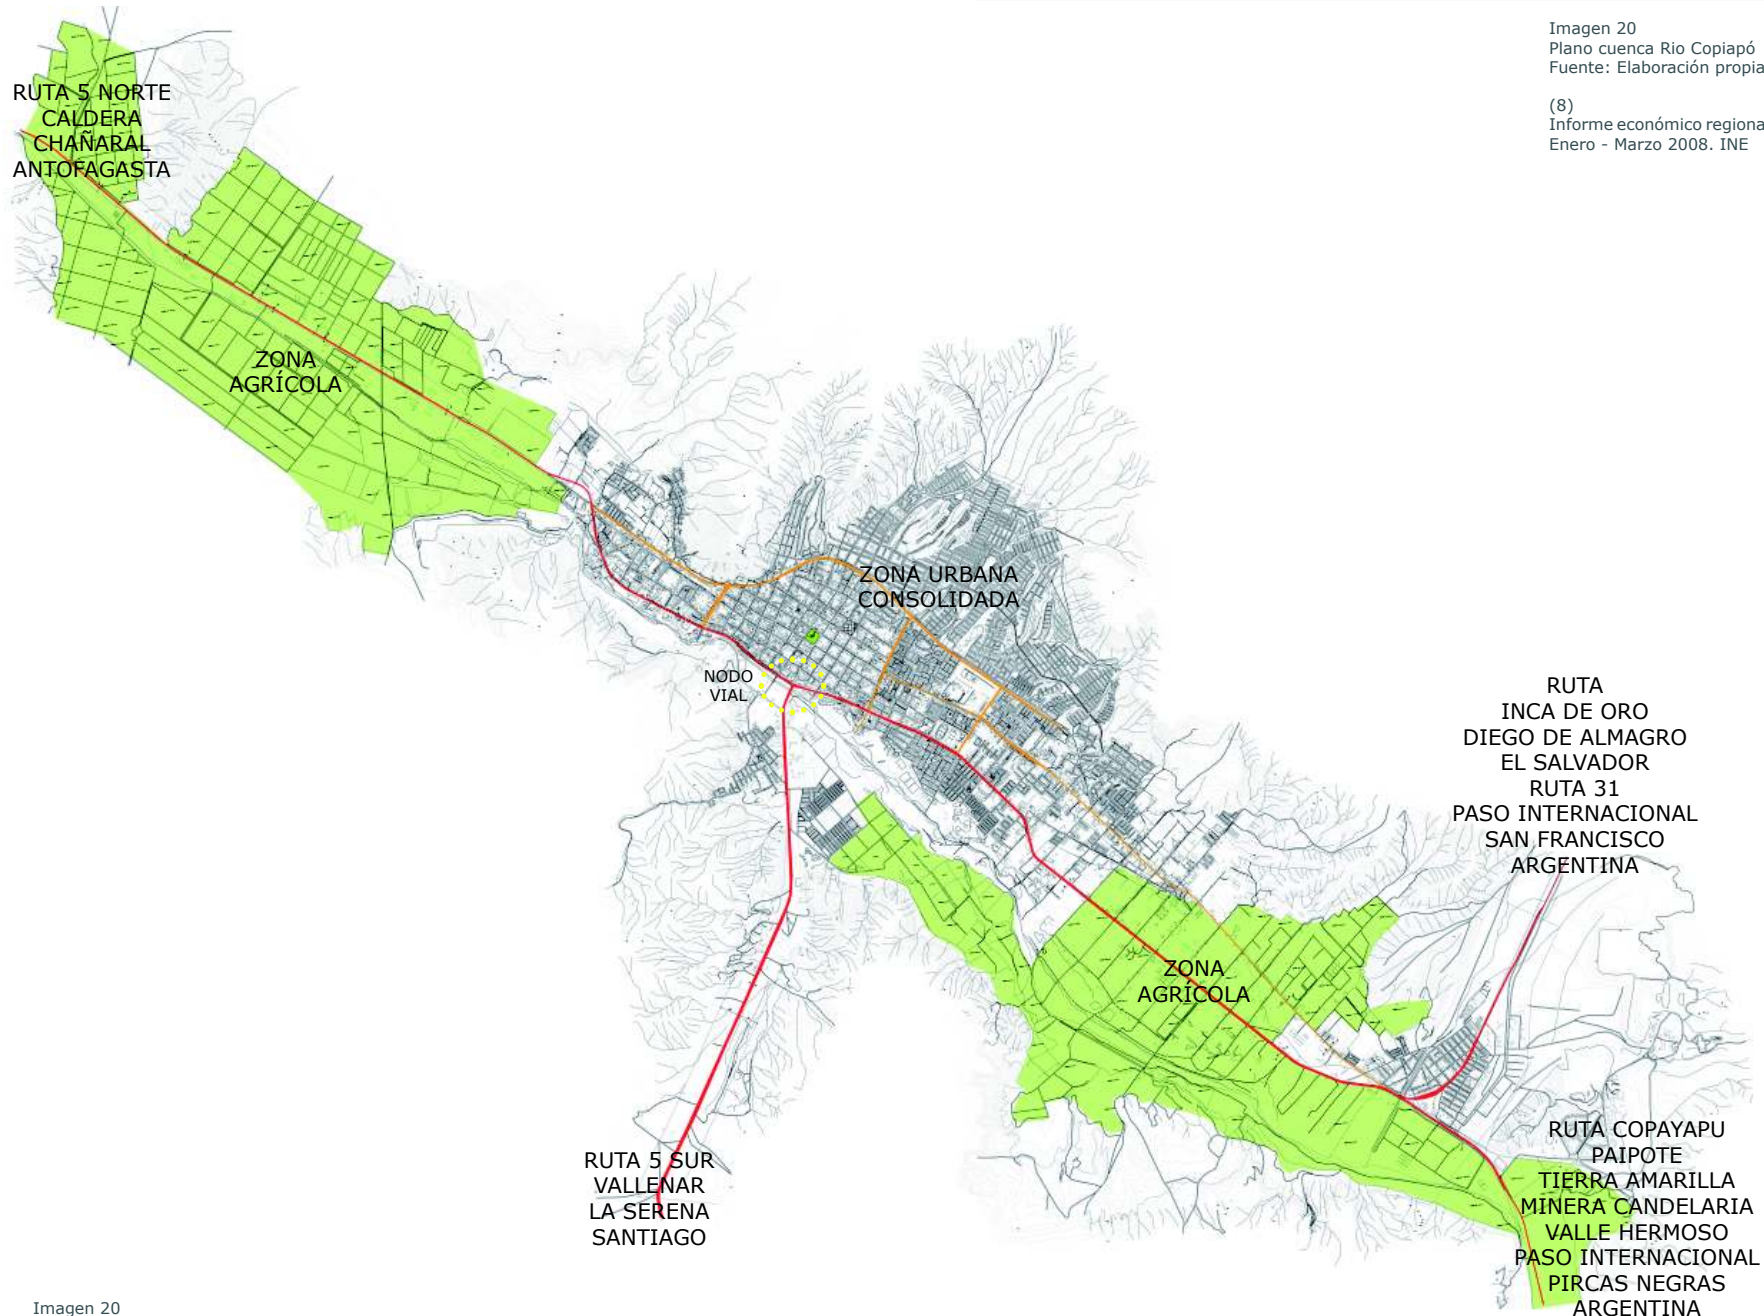 Imagen 20
Plano cuenca Rio Copiapó
Fuente: Elaboración propia
(8)
Informe económico regiona
Enero - Marzo 2008. INE
RUTA 5 NORTE
CALDERA
CHAÑARAL
ANTOFAGASTA
ZONA
AGRÍCOLA
ZONA URBANA
CONSOLIDADA
NODO
VIAL
RUTA
INCA DE ORO
DIEGO DE ALMAGRO
EL SALVADOR
RUTA 31
PASO INTERNACIONAL
SAN FRANCISCO
ARGENTINA
ZONA
AGRÍCOLA
RUTA 5 SUR
VALLENAR
LA SERENA
SANTIAGO
RUTA COPAYAPU
PAIPOTE
TIERRA AMARILLA
MINERA CANDELARIA
VALLE HERMOSO
PASO INTERNACIONAL
PIRCAS NEGRAS
ARGENTINA
Imagen 20